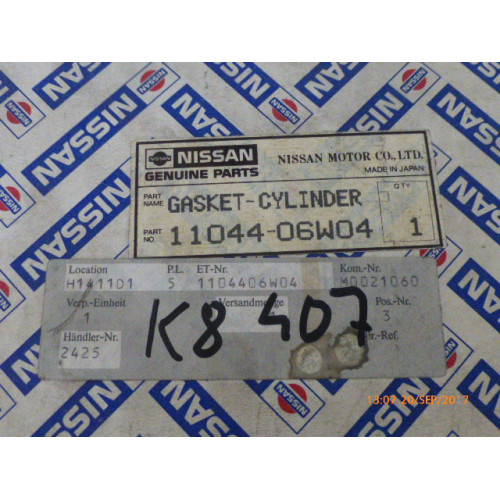 NISSAN
GENUINE PARTS
NISSAN MOTOR CO., LTD.
MADE IN JAPAN
PART NAME GASKET-CYLINDER QTY
PART NO. 11044-06W04 1
Location P.L. ET-Nr. Kom.-Nr.
H141101 5 1104406W04 M0021060
Verp.-Einheit Versandmenge Pos.-Nr.
1 3
Händler-Nr. -Ref.
2425
K8 407
13:07 20/SEP/2017